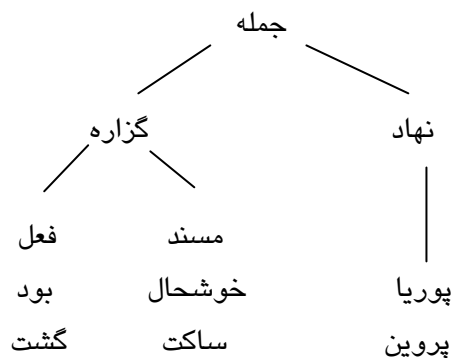 جمله
نهاد گزاره
مسند فعل
پوریا خوشحال بود
پروین ساکت گشت